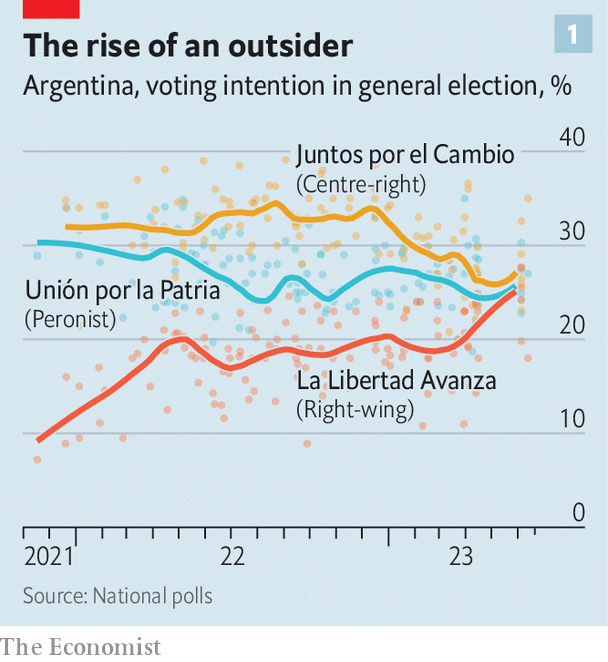 1
The rise of an outsider
Argentina, voting intention in general election, %
40
Juntos por el Cambio
(Centre-right)
30
Unión por la Patria
(Peronist)
20
La Libertad Avanza
(Right-wing)
10
0
2021 22 23
Source: National polls
The Economist